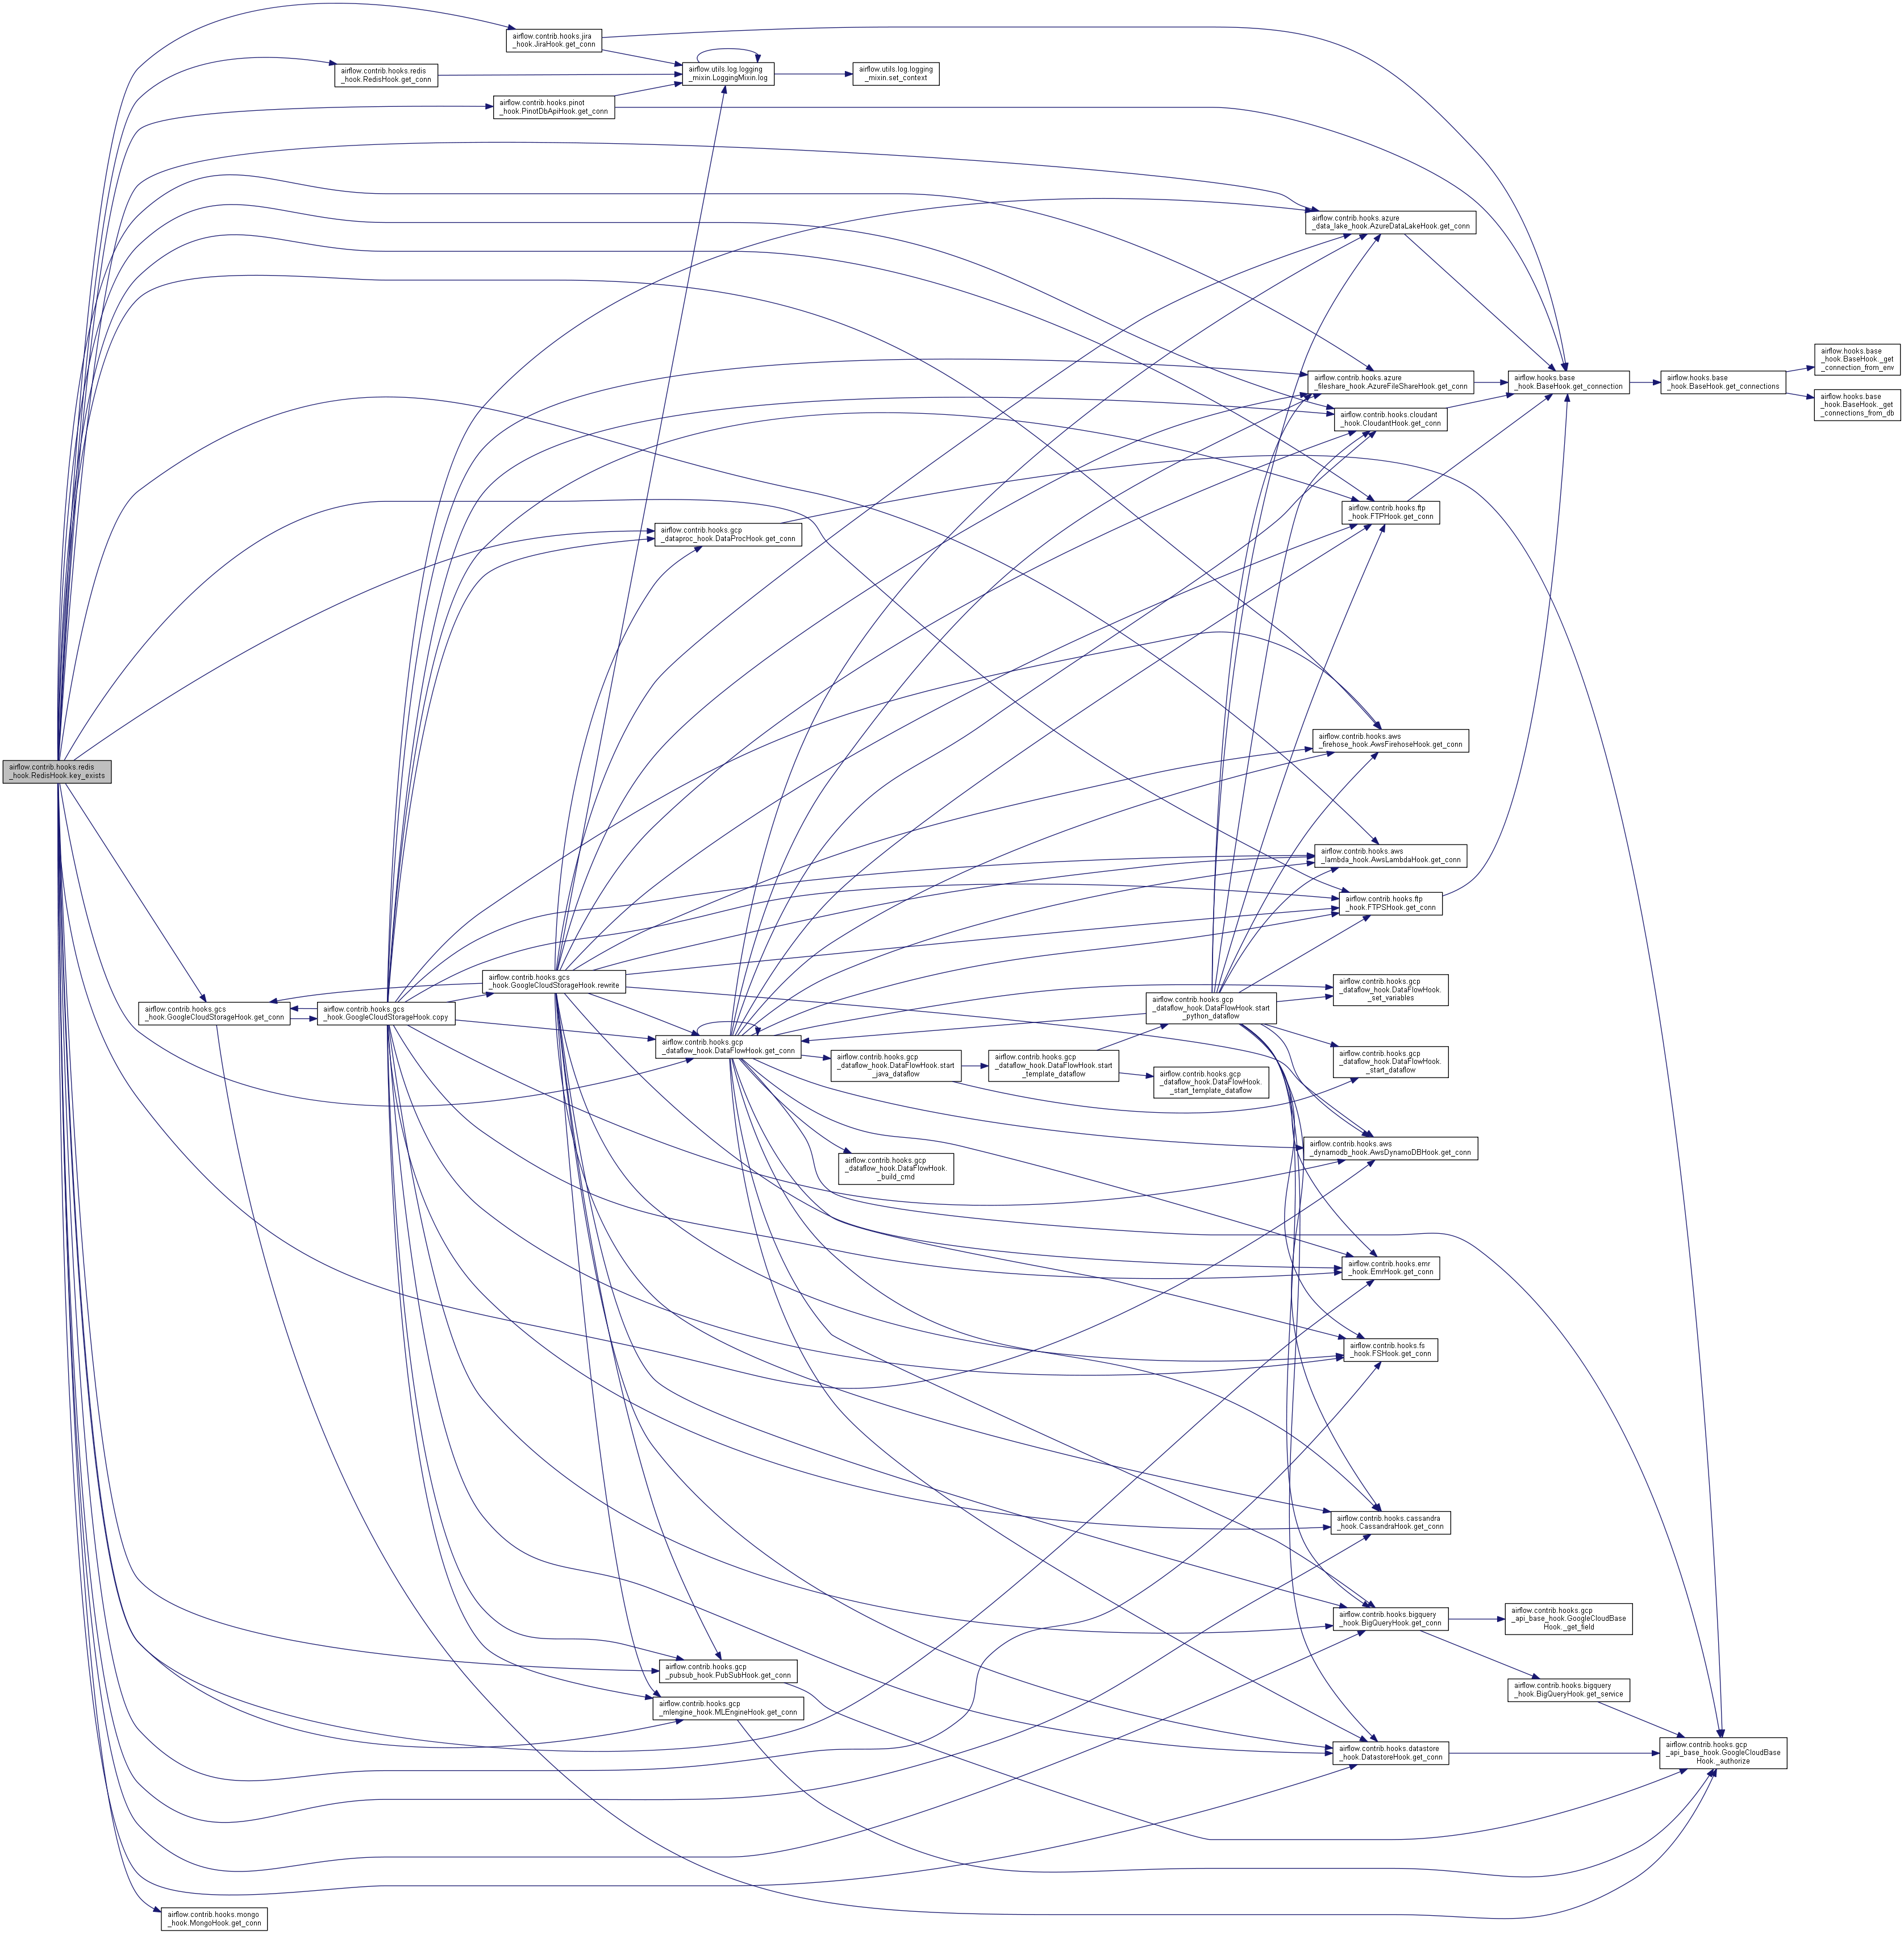 airflow.contrib.hooks.jira
_hook.JiraHook.get_conn
airflow.contrib.hooks.redis
_hook.RedisHook.get_conn
airflow.utils.log.logging
_mixin.LoggingMixin.log
airflow.utils.log.logging
_mixin.set_context
airflow.contrib.hooks.pinot
_hook.PinotDbApiHook.get_conn
airflow.contrib.hooks.azure
_data_lake_hook.AzureDataLakeHook.get_conn
airflow.contrib.hooks.azure
_fileshare_hook.AzureFileShareHook.get_conn
airflow.hooks.base
_hook.BaseHook.get_connection
airflow.hooks.base
_hook.BaseHook.get_connections
airflow.hooks.base
_hook.BaseHook._get
_connection_from_env
airflow.hooks.base
_hook.BaseHook._get
_connections_from_db
airflow.contrib.hooks.cloudant
_hook.CloudantHook.get_conn
airflow.contrib.hooks.ftp
_hook.FTPHook.get_conn
airflow.contrib.hooks.gcp
_dataproc_hook.DataProcHook.get_conn
airflow.contrib.hooks.aws
_firehose_hook.AwsFirehoseHook.get_conn
airflow.contrib.hooks.redis
_hook.RedisHook.key_exists
airflow.contrib.hooks.aws
_lambda_hook.AwsLambdaHook.get_conn
airflow.contrib.hooks.ftp
_hook.FTPSHook.get_conn
airflow.contrib.hooks.gcs
_hook.GoogleCloudStorageHook.rewrite
airflow.contrib.hooks.gcp
_dataflow_hook.DataFlowHook.
_set_variables
airflow.contrib.hooks.gcs
_hook.GoogleCloudStorageHook.get_conn
airflow.contrib.hooks.gcs
_hook.GoogleCloudStorageHook.copy
airflow.contrib.hooks.gcp
_dataflow_hook.DataFlowHook.start
_python_dataflow
airflow.contrib.hooks.gcp
_dataflow_hook.DataFlowHook.get_conn
airflow.contrib.hooks.gcp
_dataflow_hook.DataFlowHook.start
_java_dataflow
airflow.contrib.hooks.gcp
_dataflow_hook.DataFlowHook.start
_template_dataflow
airflow.contrib.hooks.gcp
_dataflow_hook.DataFlowHook.
_start_template_dataflow
airflow.contrib.hooks.gcp
_dataflow_hook.DataFlowHook.
_start_dataflow
airflow.contrib.hooks.aws
_dynamodb_hook.AwsDynamoDBHook.get_conn
airflow.contrib.hooks.gcp
_dataflow_hook.DataFlowHook.
_build_cmd
airflow.contrib.hooks.emr
_hook.EmrHook.get_conn
airflow.contrib.hooks.fs
_hook.FSHook.get_conn
airflow.contrib.hooks.cassandra
_hook.CassandraHook.get_conn
airflow.contrib.hooks.bigquery
_hook.BigQueryHook.get_conn
airflow.contrib.hooks.gcp
_api_base_hook.GoogleCloudBase
Hook._get_field
airflow.contrib.hooks.gcp
_pubsub_hook.PubSubHook.get_conn
airflow.contrib.hooks.bigquery
_hook.BigQueryHook.get_service
airflow.contrib.hooks.gcp
_mlengine_hook.MLEngineHook.get_conn
airflow.contrib.hooks.datastore
_hook.DatastoreHook.get_conn
airflow.contrib.hooks.gcp
_api_base_hook.GoogleCloudBase
Hook._authorize
airflow.contrib.hooks.mongo
_hook.MongoHook.get_conn